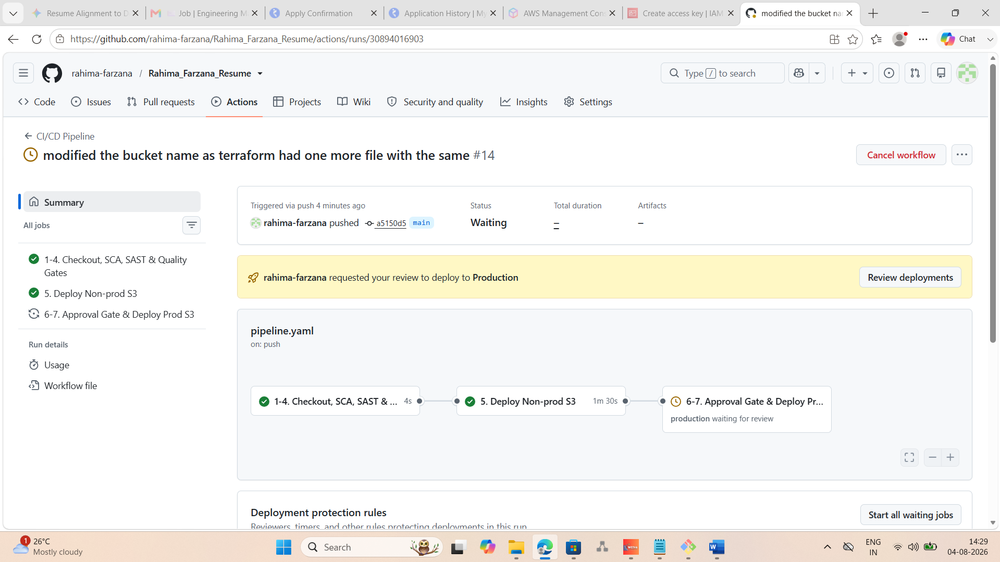 Resume Alignment to D
Job | Engineering M
Apply Confirmation
Application History | My
AWS Management Cons
Create access key | IAM
modified the bucket nam
https://github.com/rahima-farzana/Rahima_Farzana_Resume/actions/runs/30894016903
Chat
rahima-farzana / Rahima_Farzana_Resume
Type / to search
Code
Issues
Pull requests
Actions
Projects
Wiki
Security and quality
Insights
Settings
CI/CD Pipeline
modified the bucket name as terraform had one more file with the same #14
Cancel workflow
Summary
All jobs
1-4. Checkout, SCA, SAST & Quality
Gates
5. Deploy Non-prod S3
6-7. Approval Gate & Deploy Prod S3
Run details
Usage
Workflow file
Triggered via push 4 minutes ago
rahima-farzana pushed a5150d5 main
Status
Waiting
Total duration
–
Artifacts
–
rahima-farzana requested your review to deploy to Production
Review deployments
pipeline.yaml
on: push
1-4. Checkout, SCA, SAST & ... 4s
5. Deploy Non-prod S3 1m 30s
6-7. Approval Gate & Deploy Pr...
production waiting for review
Deployment protection rules
Reviewers, timers, and other rules protecting deployments in this run
Start all waiting jobs
1
26°C
Mostly cloudy
Search
WEIVA
W
ENG
IN
14:29
04-08-2026